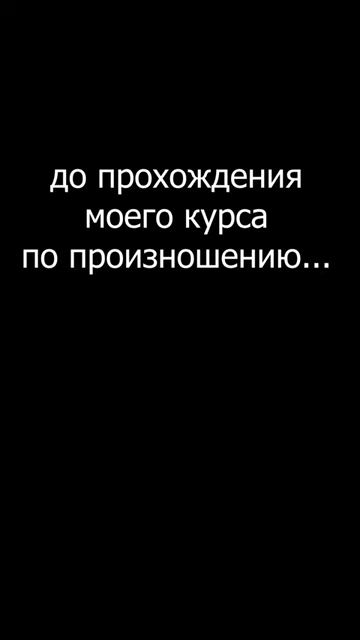 до прохождения
моего курса
по произношению...